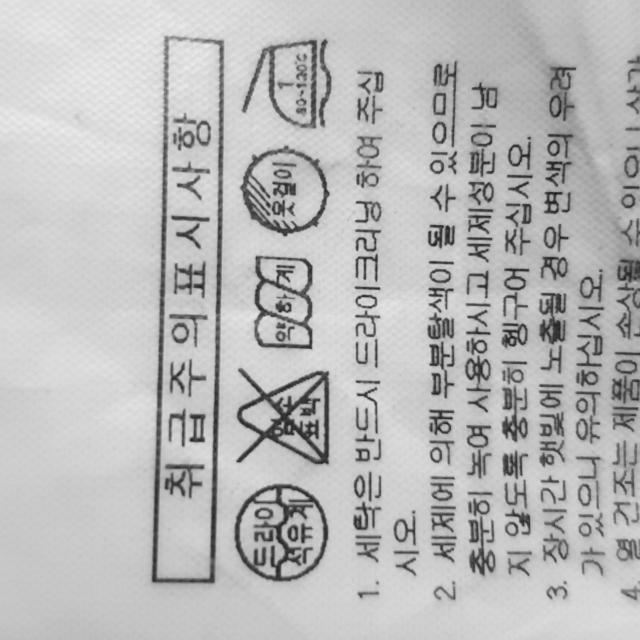 취급주의표시사항
드라이
석유계
염소
표백
약하게
옷걸이
1
80~120℃
1. 세탁은 반드시 드라이크리닝 하여 주십
시오.
2. 세제에 의해 부분탈색이 될 수 있으므로
충분히 녹여 사용하시고 세제성분이 남
지 않도록 충분히 헹구어 주십시오.
3. 장시간 햇빛에 노출될 경우 변색의 우려
가 있으니 유의하십시오.
4. 열 건조는 제품이 손상될 수 있으니